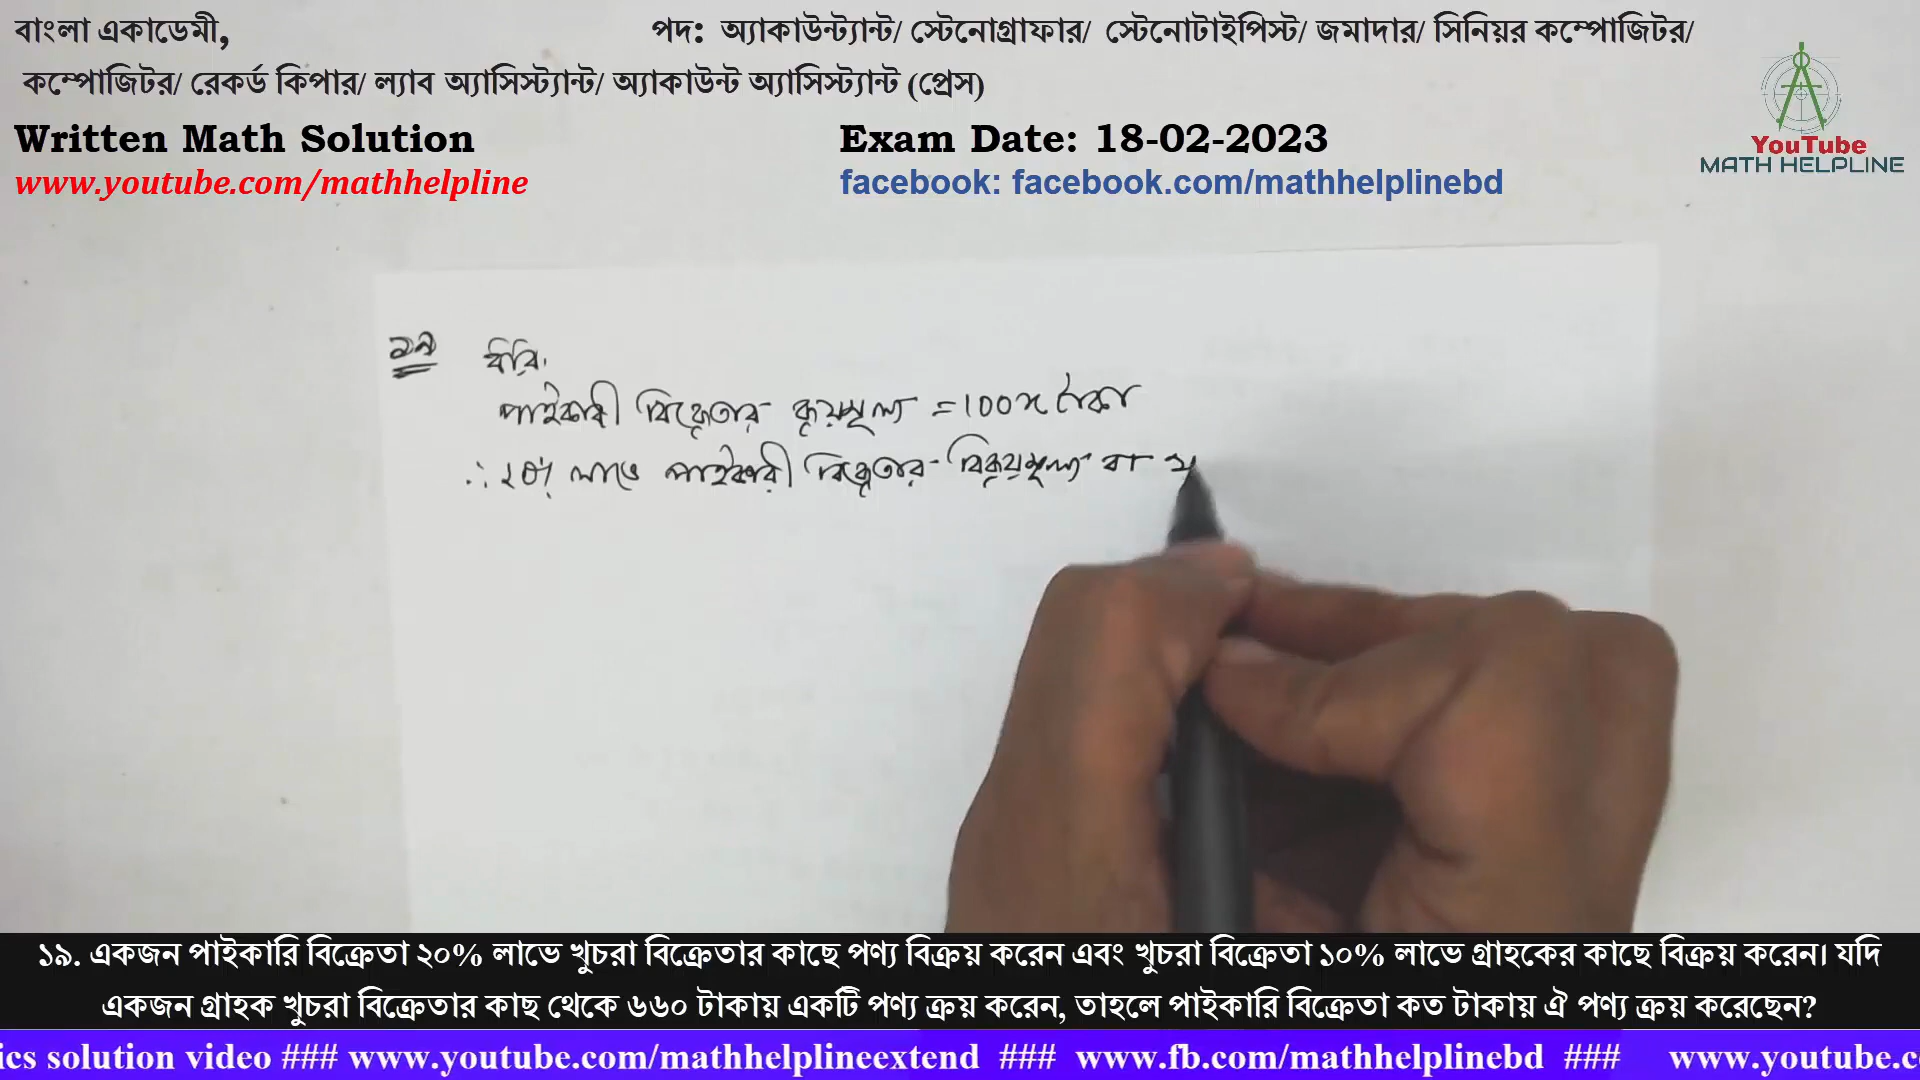 বাংলা একাডেমী, পদ: অ্যাকাউন্ট্যান্ট/ স্টেনোগ্রাফার/ স্টেনোটাইপিস্ট/ জমাদার/ সিনিয়র কম্পোজিটর/
কম্পোজিটর/ রেকর্ড কিপার/ ল্যাব অ্যাসিস্ট্যান্ট/ অ্যাকাউন্ট অ্যাসিস্ট্যান্ট (প্রেস)
Written Math Solution Exam Date: 18-02-2023
www.youtube.com/mathhelpline facebook: facebook.com/mathhelplinebd
YouTube
MATH HELPLINE
১৯ ধরি,
পাইকারী বিক্রেতার ক্রয়মূল্য = 100x টাকা
∴ ২০% লাভে পাইকারী বিক্রেতার বিক্রয়মূল্য বা
১৯. একজন পাইকারি বিক্রেতা ২০% লাভে খুচরা বিক্রেতার কাছে পণ্য বিক্রয় করেন এবং খুচরা বিক্রেতা ১০% লাভে গ্রাহকের কাছে বিক্রয় করেন। যদি
একজন গ্রাহক খুচরা বিক্রেতার কাছ থেকে ৬৬০ টাকায় একটি পণ্য ক্রয় করেন, তাহলে পাইকারি বিক্রেতা কত টাকায় ঐ পণ্য ক্রয় করেছেন?
ics solution video ### www.youtube.com/mathhelplineextend ### www.fb.com/mathhelplinebd ### www.youtube.c